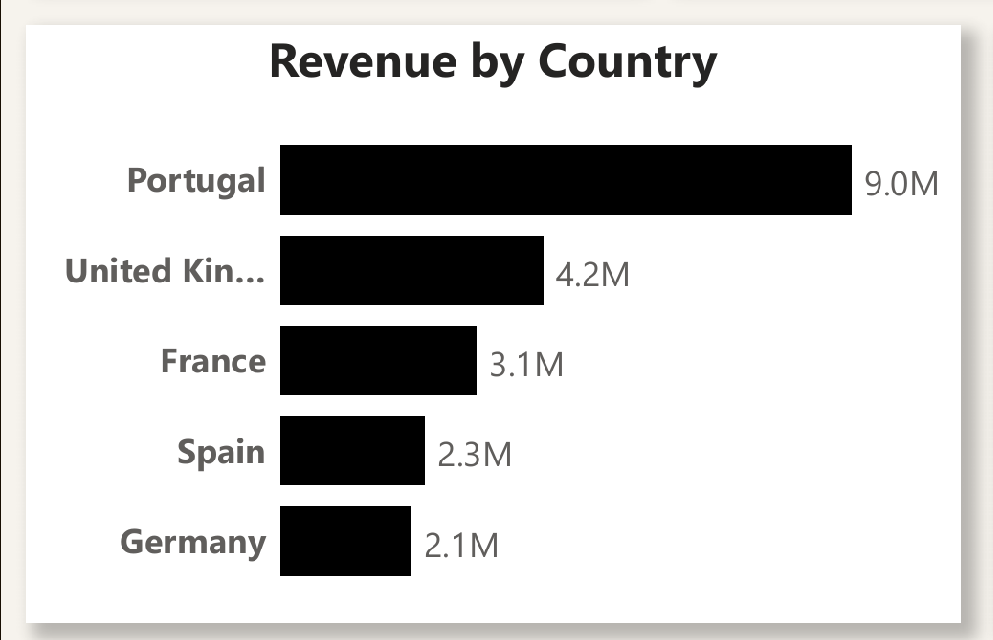 Revenue by Country
Portugal 9.0M
United Kin... 4.2M
France 3.1M
Spain 2.3M
Germany 2.1M